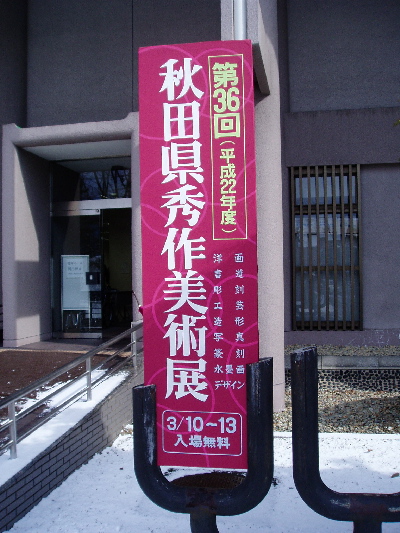 第36回(平成22年度)
秋田県秀作美術展
洋画
書道
彫刻
工芸
造形
写真
篆刻
水墨画
デザイン
3/10~13
入場無料